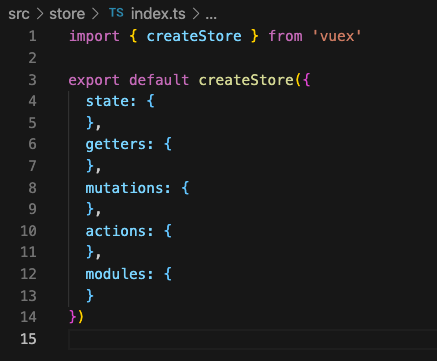 src > store > TS index.ts > ...
1 import { createStore } from 'vuex'
2
3 export default createStore({
4   state: {
5   },
6   getters: {
7   },
8   mutations: {
9   },
10   actions: {
11   },
12   modules: {
13   }
14 })
15